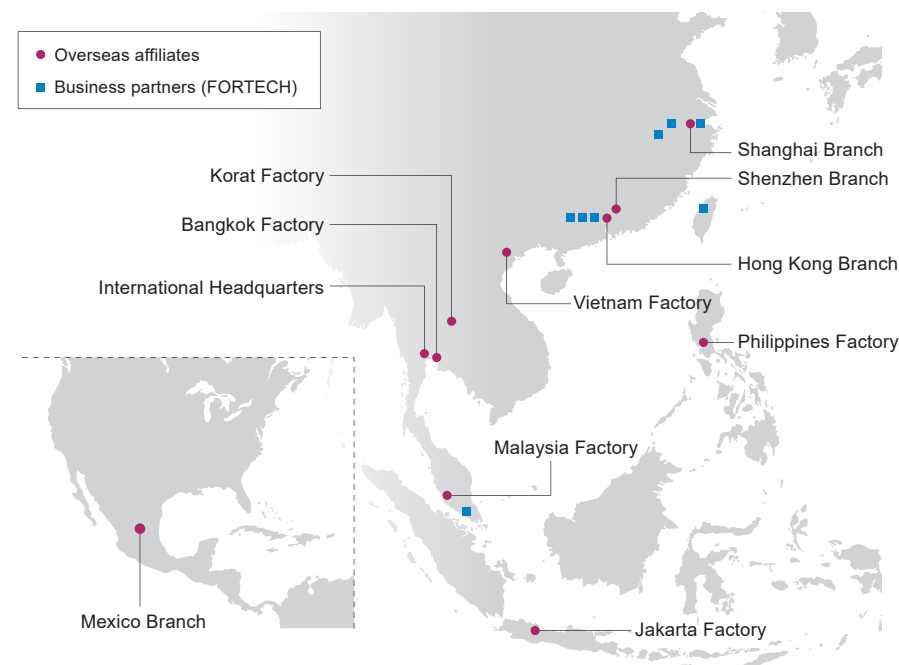 Overseas affiliates
Business partners (FORTECH)
Shanghai Branch
Korat Factory
Shenzhen Branch
Bangkok Factory
Hong Kong Branch
International Headquarters
Vietnam Factory
Philippines Factory
Malaysia Factory
Mexico Branch
Jakarta Factory